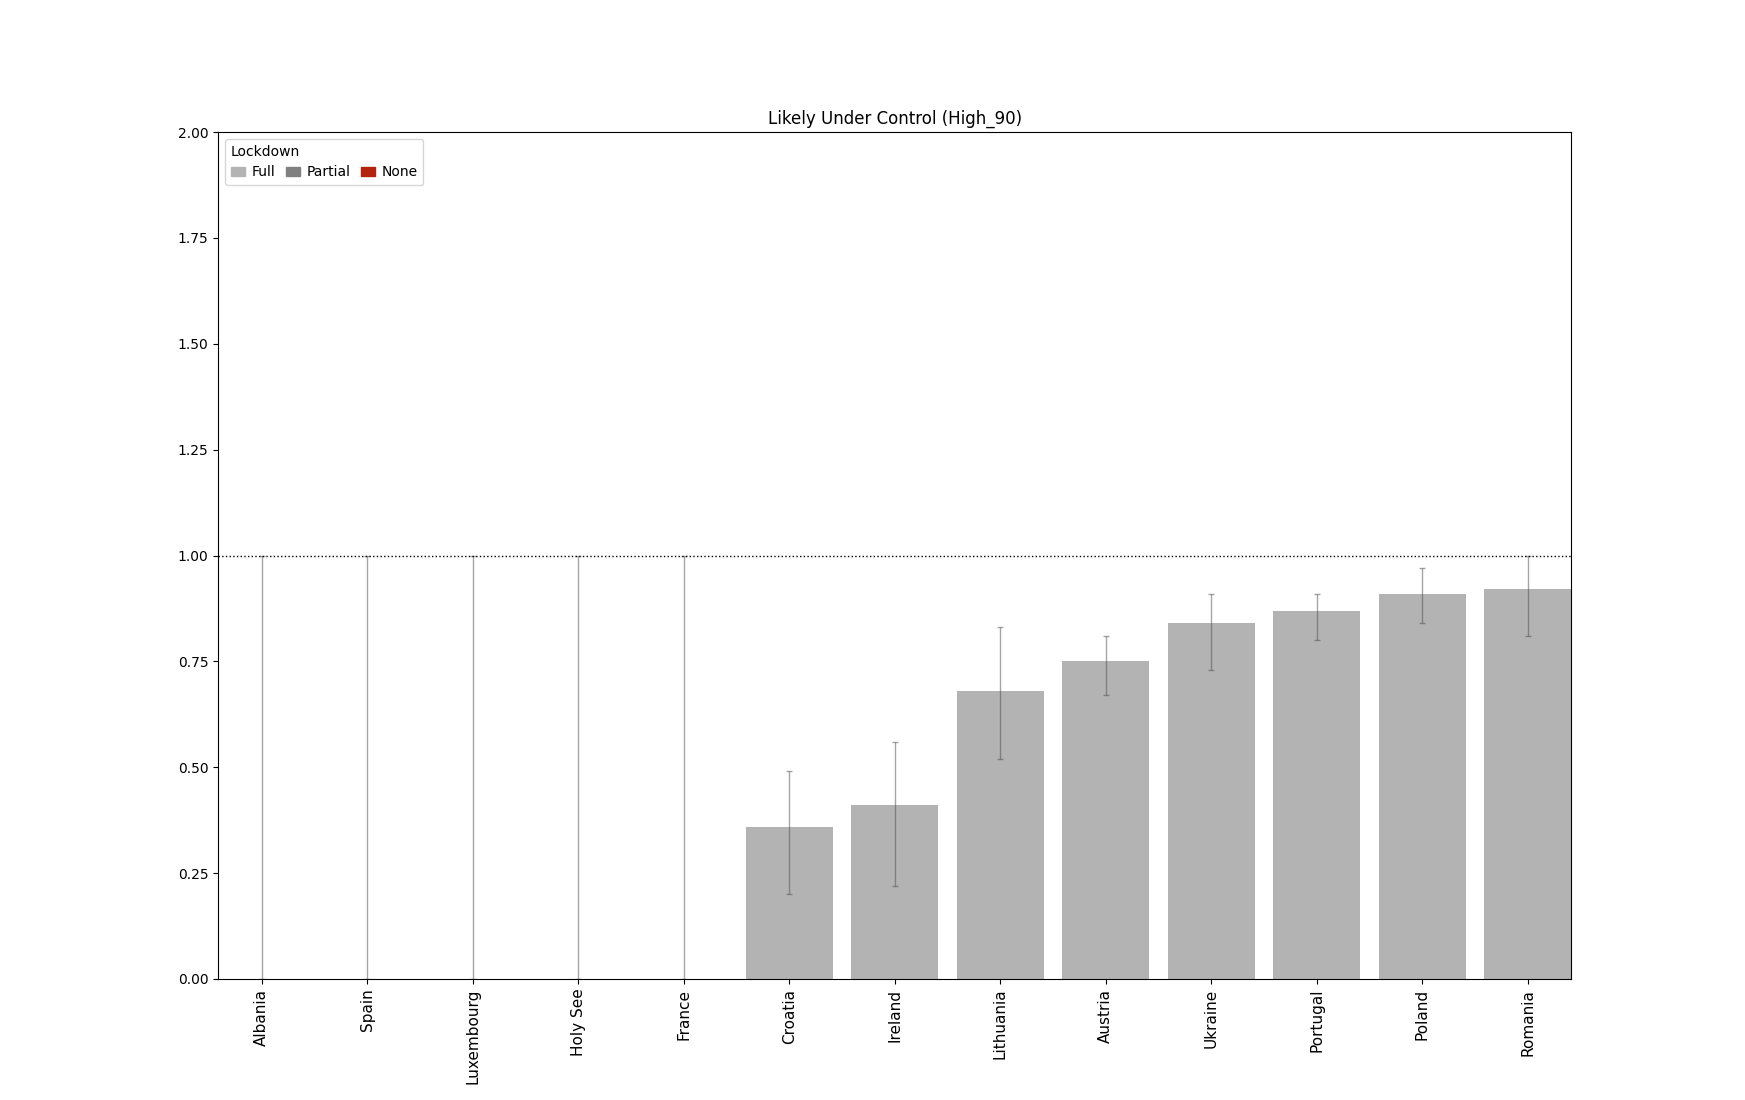 Likely Under Control (High_90)
2.00
Lockdown
Full Partial None
1.75
1.50
1.25
1.00
0.75
0.50
0.25
0.00
Albania
Spain
Luxembourg
Holy See
France
Croatia
Ireland
Lithuania
Austria
Ukraine
Portugal
Poland
Romania